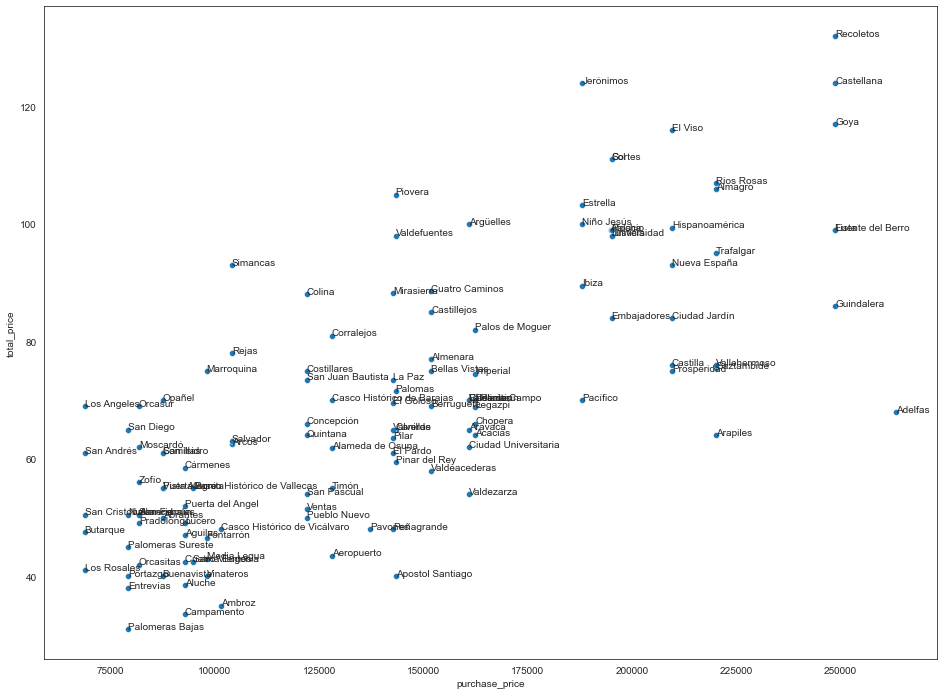 Recoletos
Jerónimos
Castellana
120
Goya
El Viso
Cortes
Rios Rosas
Almagro
Piovera
Estrella
100
Argüelles
Niño Jesús
Hispanoamérica
Fuente del Berro
Valdefuentes
Trafalgar
Simancas
Nueva España
Ibiza
Colina
Mirasierra
Cuatro Caminos
Guindalera
Castillejos
Embajadores
Ciudad Jardín
Palos de Moguer
Corralejos
80
total_price
Rejas
Almenara
Castilla
Vallehermoso
Gaztambide
Marroquina
Costillares
Bellas Vistas
Prosperidad
Imperial
San Juan Bautista
La Paz
Palomas
Opañel
Casco Histórico de Barajas
El Goloso
Pacífico
Los Angeles
Orcasur
Berruguete
Legazpi
Adelfas
San Diego
Concepción
Chopera
Aravaca
Quintana
Pilar
Acacias
Arapiles
Salvador
Arcos
Moscardó
Alameda de Osuna
Ciudad Universitaria
San Andrés
El Pardo
60
Cármenes
Pinar del Rey
Valdeacederas
Zofío
Casco Histórico de Vallecas
Timón
San Pascual
Valdezarza
Puerta del Angel
Ventas
Abrantes
Pueblo Nuevo
Pradolongo
Lucero
Casco Histórico de Vicálvaro
Pavones
Peñagrande
Butarque
Aguilas
Fontarrón
Palomeras Sureste
Media Legua
Aeropuerto
Orcasitas
Los Rosales
40
Portazgo
Buenavista
Vinateros
Apostol Santiago
Entrevías
Aluche
Ambroz
Campamento
Palomeras Bajas
75000 100000 125000 150000 175000 200000 225000 250000
purchase_price